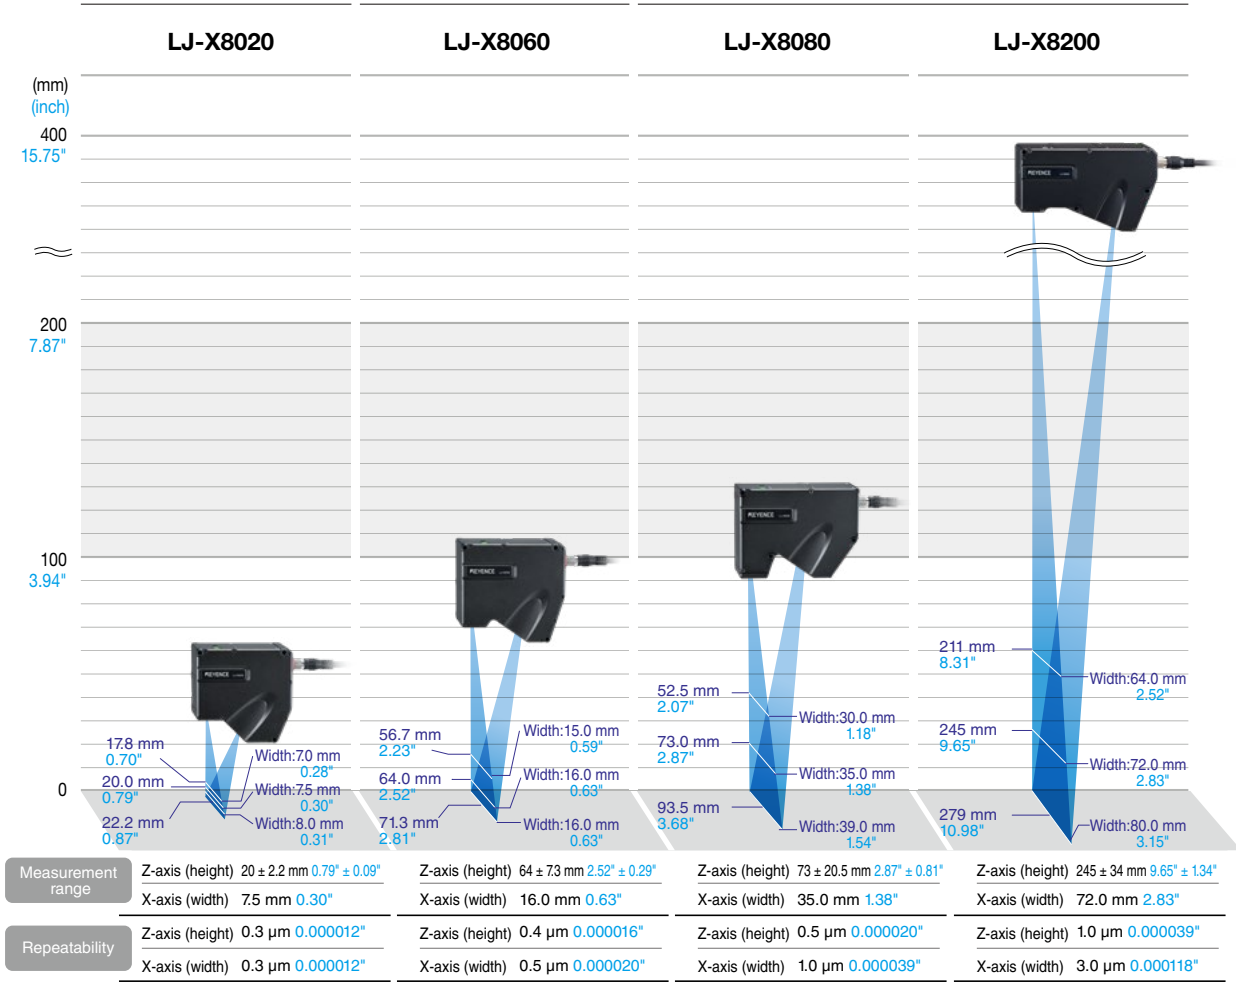 LJ-X8020
LJ-X8060
LJ-X8080
LJ-X8200
(mm)
(inch)
400
15.75"
200
7.87"
100
3.94"
0
KEYENCE
KEYENCE
KEYENCE
KEYENCE
17.8 mm
0.70"
20.0 mm
0.79"
22.2 mm
0.87"
Width:7.0 mm
0.28"
Width:7.5 mm
0.30"
Width:8.0 mm
0.31"
56.7 mm
2.23"
64.0 mm
2.52"
71.3 mm
2.81"
Width:15.0 mm
0.59"
Width:16.0 mm
0.63"
Width:16.0 mm
0.63"
52.5 mm
2.07"
73.0 mm
2.87"
93.5 mm
3.68"
Width:30.0 mm
1.18"
Width:35.0 mm
1.38"
Width:39.0 mm
1.54"
211 mm
8.31"
245 mm
9.65"
279 mm
10.98"
Width:64.0 mm
2.52"
Width:72.0 mm
2.83"
Width:80.0 mm
3.15"
Measurement
range
Z-axis (height) 20 ± 2.2 mm 0.79" ± 0.09"
X-axis (width) 7.5 mm 0.30"
Z-axis (height) 64 ± 7.3 mm 2.52" ± 0.29"
X-axis (width) 16.0 mm 0.63"
Z-axis (height) 73 ± 20.5 mm 2.87" ± 0.81"
X-axis (width) 35.0 mm 1.38"
Z-axis (height) 245 ± 34 mm 9.65" ± 1.34"
X-axis (width) 72.0 mm 2.83"
Repeatability
Z-axis (height) 0.3 µm 0.000012"
X-axis (width) 0.3 µm 0.000012"
Z-axis (height) 0.4 µm 0.000016"
X-axis (width) 0.5 µm 0.000020"
Z-axis (height) 0.5 µm 0.000020"
X-axis (width) 1.0 µm 0.000039"
Z-axis (height) 1.0 µm 0.000039"
X-axis (width) 3.0 µm 0.000118"